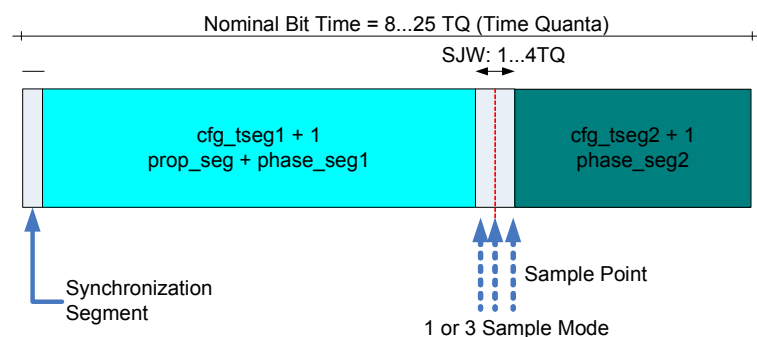 Nominal Bit Time = 8...25 TQ (Time Quanta)
SJW: 1...4TQ
cfg_tseg1 + 1
prop_seg + phase_seg1
cfg_tseg2 + 1
phase_seg2
Sample Point
Synchronization
Segment
1 or 3 Sample Mode